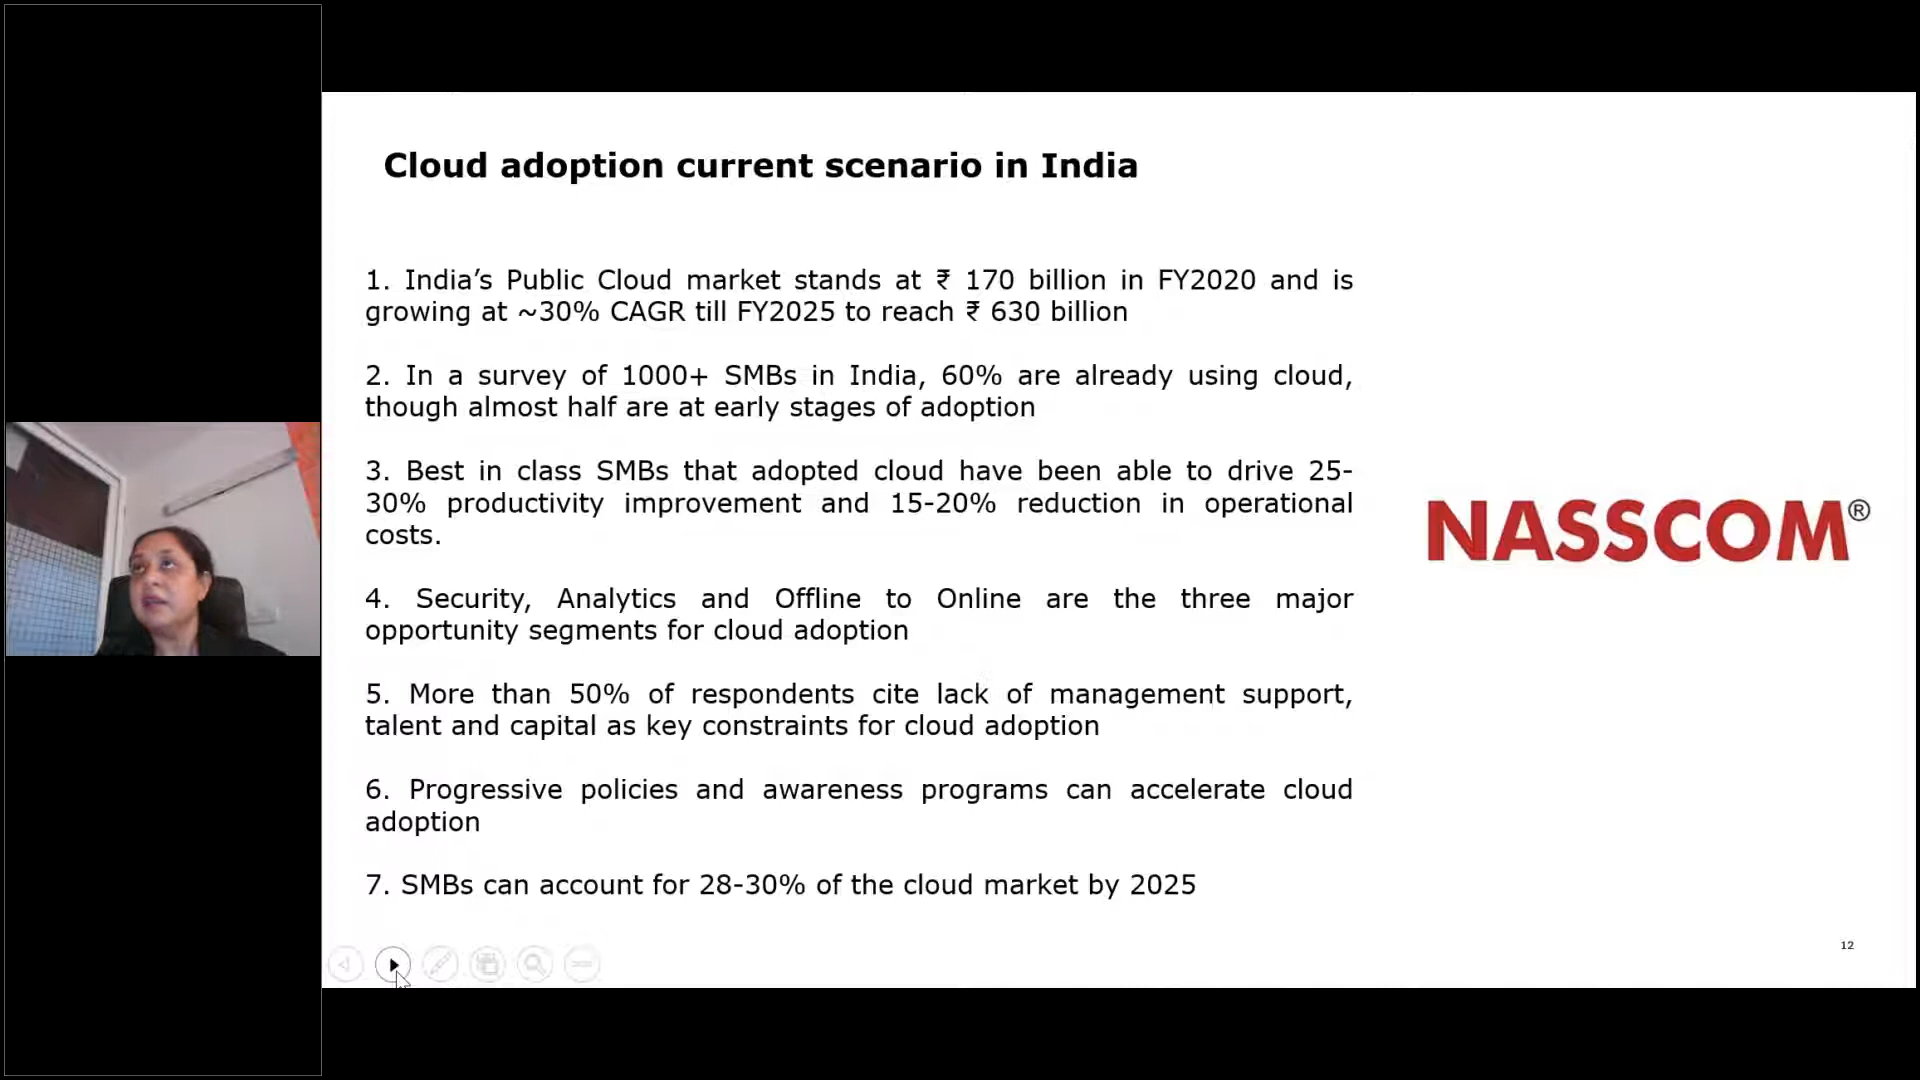 Cloud adoption current scenario in India
1. India’s Public Cloud market stands at ₹ 170 billion in FY2020 and is
growing at ~30% CAGR till FY2025 to reach ₹ 630 billion
2. In a survey of 1000+ SMBs in India, 60% are already using cloud,
though almost half are at early stages of adoption
3. Best in class SMBs that adopted cloud have been able to drive 25-
30% productivity improvement and 15-20% reduction in operational
costs.
4. Security, Analytics and Offline to Online are the three major
opportunity segments for cloud adoption
5. More than 50% of respondents cite lack of management support,
talent and capital as key constraints for cloud adoption
6. Progressive policies and awareness programs can accelerate cloud
adoption
7. SMBs can account for 28-30% of the cloud market by 2025
NASSCOM®
12